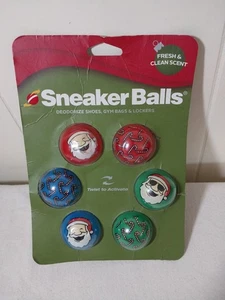 FRESH &
CLEAN SCENT
Sneaker Balls®
DEODORIZE SHOES, GYM BAGS & LOCKERS
Twist to Activate